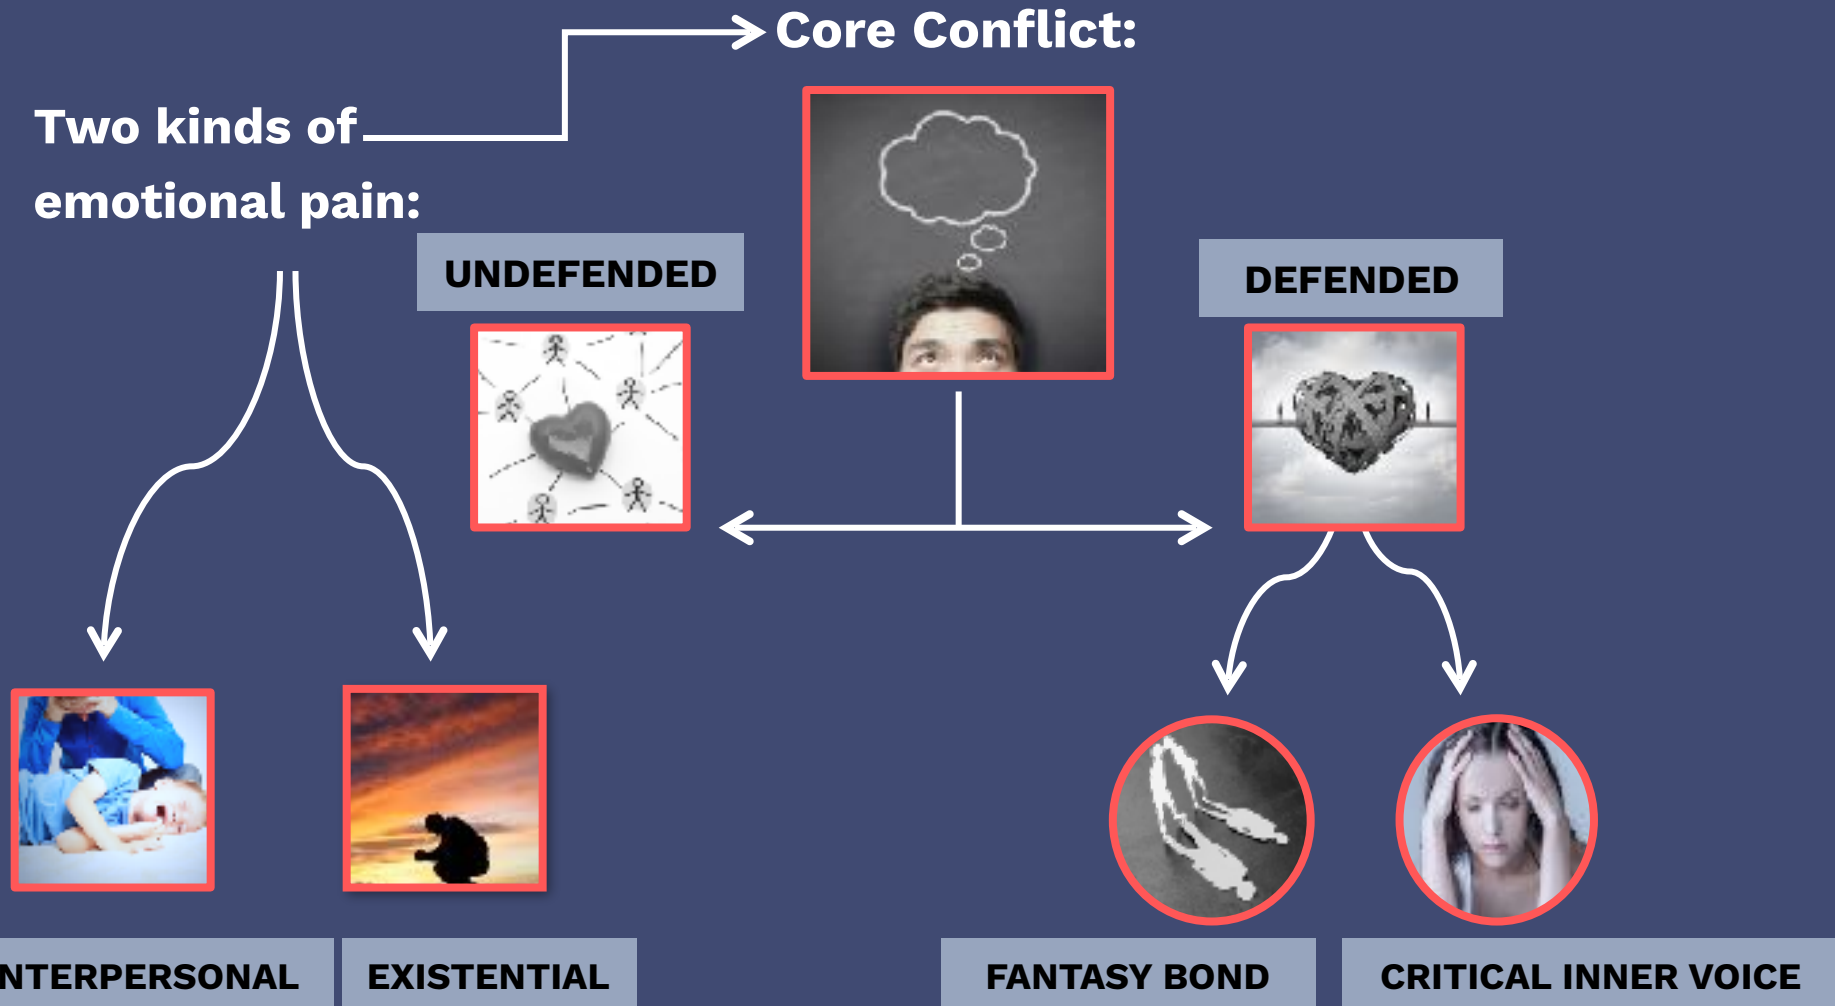 Core Conflict:
Two kinds of
emotional pain:
UNDEFENDED
DEFENDED
NTERPERSONAL
EXISTENTIAL
FANTASY BOND
CRITICAL INNER VOICE